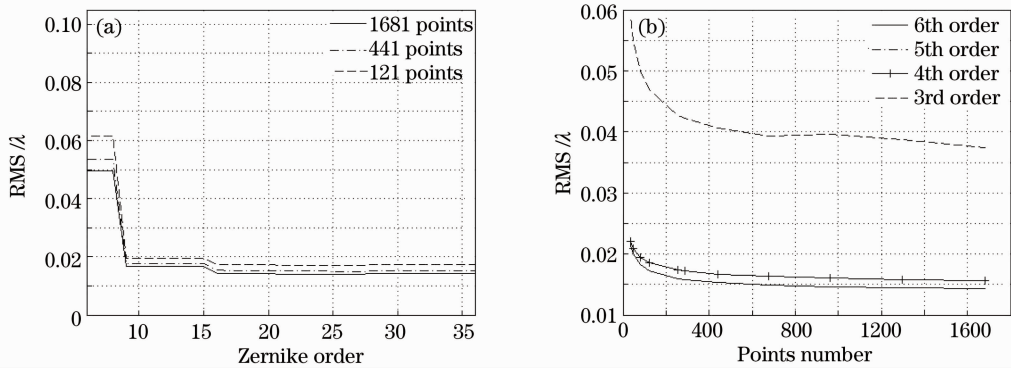 (a)
1681 points
441 points
121 points
0.10
0.08
0.06
0.04
0.02
0
RMS /λ
10 15 20 25 30 35
Zernike order
(b)
6th order
5th order
4th order
3rd order
0.06
0.05
0.04
0.03
0.02
0.01
RMS /λ
0 400 800 1200 1600
Points number